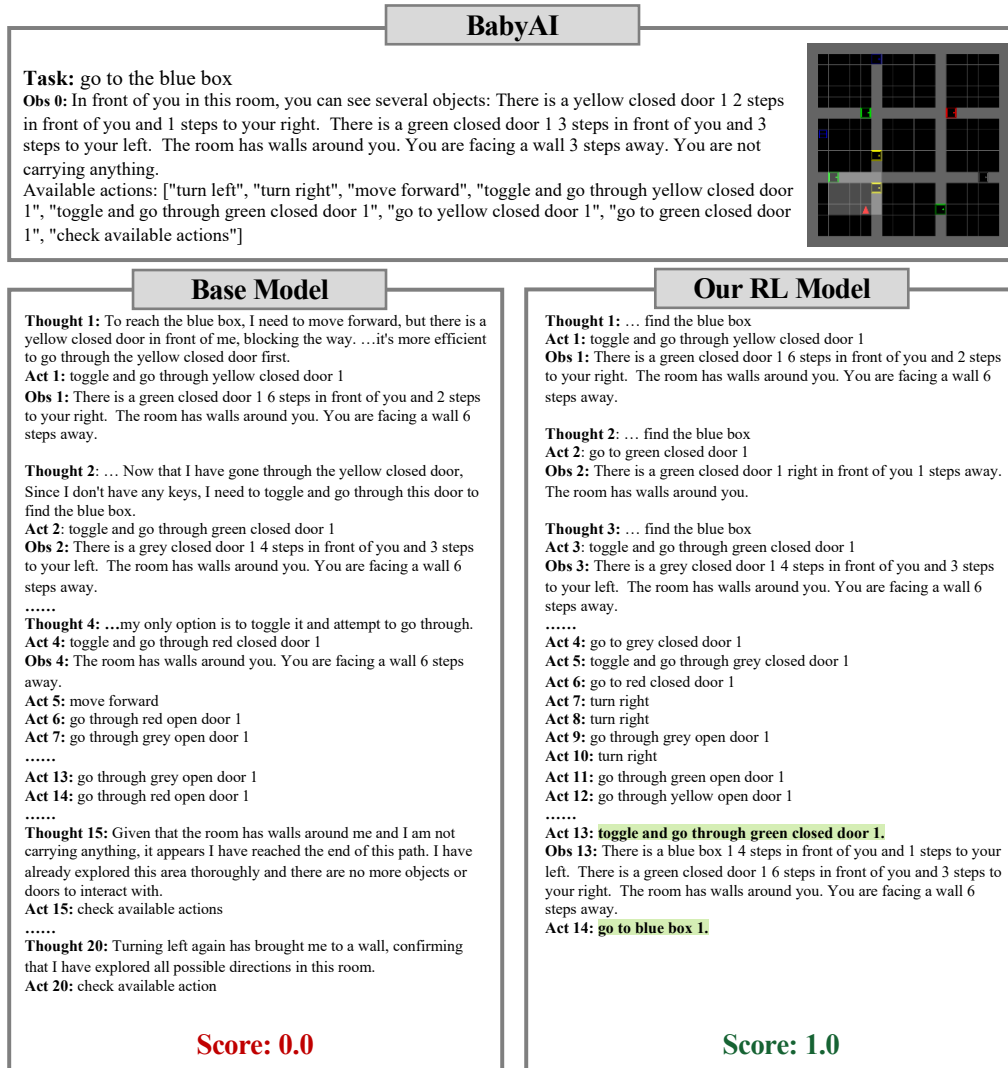 BabyAI
Task: go to the blue box
Obs 0: In front of you in this room, you can see several objects: There is a yellow closed door 1 2 steps
in front of you and 1 steps to your right.  There is a green closed door 1 3 steps in front of you and 3
steps to your left.  The room has walls around you. You are facing a wall 3 steps away. You are not
carrying anything.
Available actions: ["turn left", "turn right", "move forward", "toggle and go through yellow closed door
1", "toggle and go through green closed door 1", "go to yellow closed door 1", "go to green closed door
1", "check available actions"]
Base Model
Thought 1: To reach the blue box, I need to move forward, but there is a
yellow closed door in front of me, blocking the way. …it's more efficient
to go through the yellow closed door first.
Act 1: toggle and go through yellow closed door 1
Obs 1: There is a green closed door 1 6 steps in front of you and 2 steps
to your right.  The room has walls around you. You are facing a wall 6
steps away.
Thought 2: … Now that I have gone through the yellow closed door,
Since I don't have any keys, I need to toggle and go through this door to
find the blue box.
Act 2: toggle and go through green closed door 1
Obs 2: There is a grey closed door 1 4 steps in front of you and 3 steps
to your left.  The room has walls around you. You are facing a wall 6
steps away.
……
Thought 4: …my only option is to toggle it and attempt to go through.
Act 4: toggle and go through red closed door 1
Obs 4: The room has walls around you. You are facing a wall 6 steps
away.
Act 5: move forward
Act 6: go through red open door 1
Act 7: go through grey open door 1
……
Act 13: go through grey open door 1
Act 14: go through red open door 1
……
Thought 15: Given that the room has walls around me and I am not
carrying anything, it appears I have reached the end of this path. I have
already explored this area thoroughly and there are no more objects or
doors to interact with.
Act 15: check available actions
……
Thought 20: Turning left again has brought me to a wall, confirming
that I have explored all possible directions in this room.
Act 20: check available action
Score: 0.0
Our RL Model
Thought 1: … find the blue box
Act 1: toggle and go through yellow closed door 1
Obs 1: There is a green closed door 1 6 steps in front of you and 2 steps
to your right.  The room has walls around you. You are facing a wall 6
steps away.
Thought 2: … find the blue box
Act 2: go to green closed door 1
Obs 2: There is a green closed door 1 right in front of you 1 steps away.
The room has walls around you.
Thought 3: … find the blue box
Act 3: toggle and go through green closed door 1
Obs 3: There is a grey closed door 1 4 steps in front of you and 3 steps
to your left.  The room has walls around you. You are facing a wall 6
steps away.
……
Act 4: go to grey closed door 1
Act 5: toggle and go through grey closed door 1
Act 6: go to red closed door 1
Act 7: turn right
Act 8: turn right
Act 9: go through grey open door 1
Act 10: turn right
Act 11: go through green open door 1
Act 12: go through yellow open door 1
……
Act 13: toggle and go through green closed door 1.
Obs 13: There is a blue box 1 4 steps in front of you and 1 steps to your
left.  There is a green closed door 1 6 steps in front of you and 3 steps to
your right.  The room has walls around you. You are facing a wall 6
steps away.
Act 14: go to blue box 1.
Score: 1.0